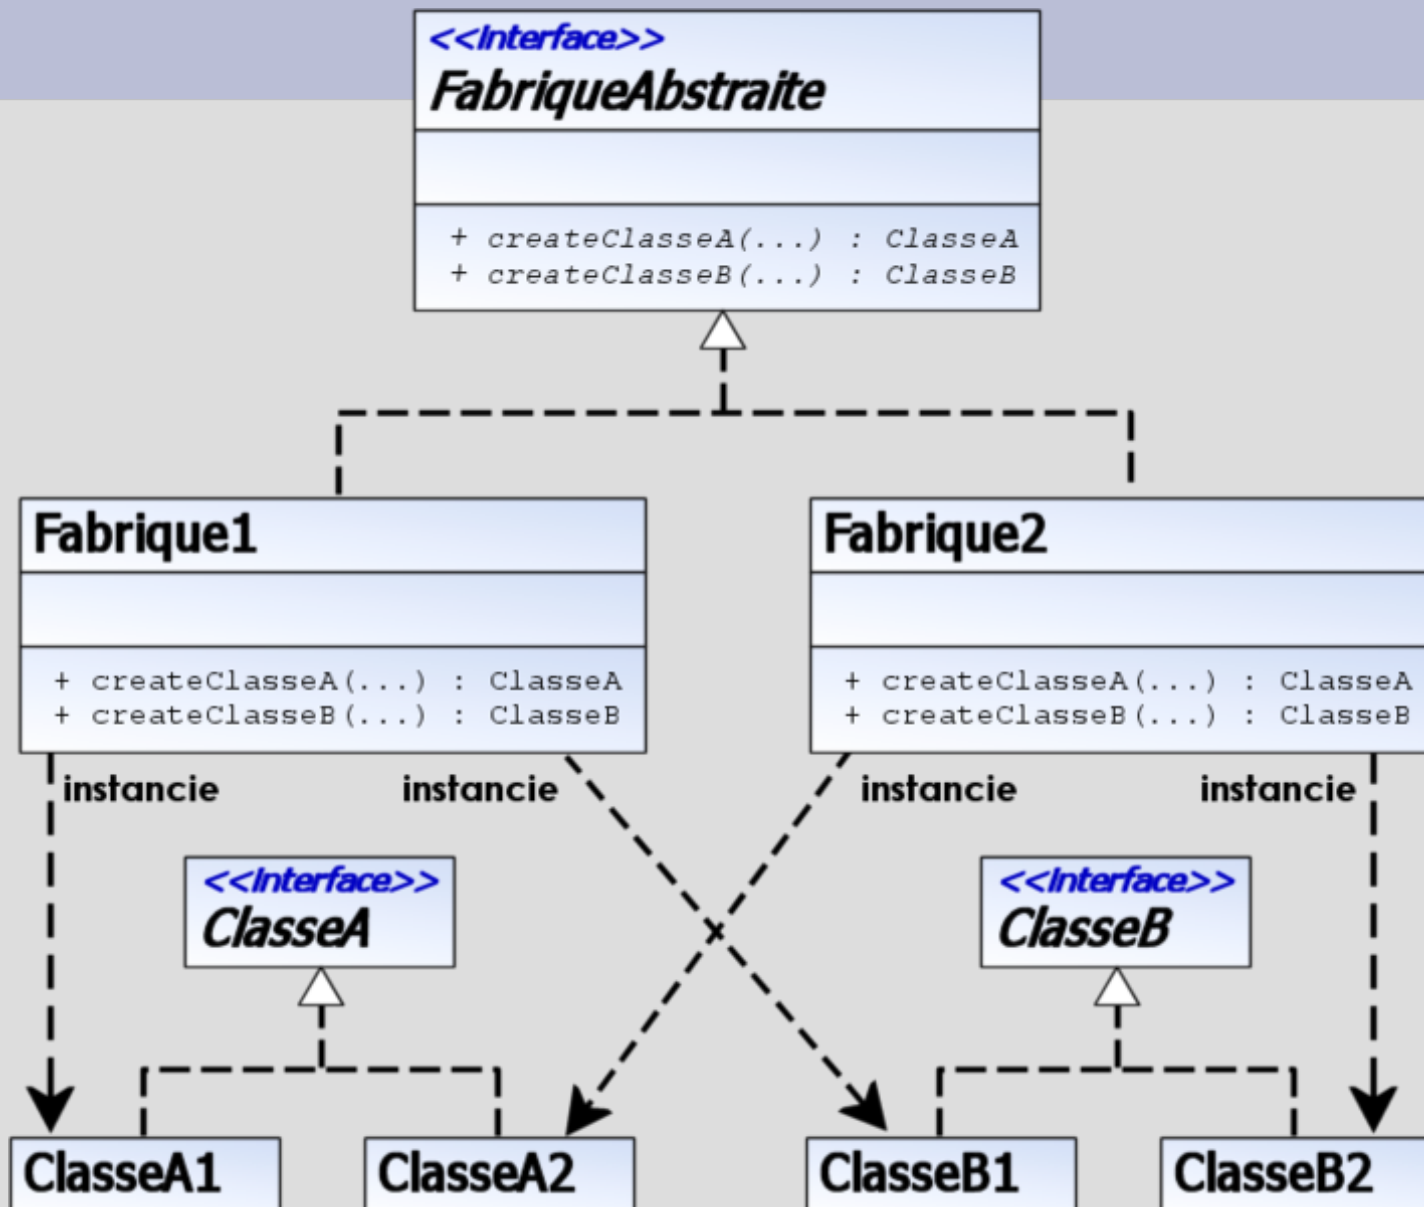 <<Interface>>
FabriqueAbstraite
+ createClasseA(...) : ClasseA
+ createClasseB(...) : ClasseB
Fabrique1
+ createClasseA(...) : ClasseA
+ createClasseB(...) : ClasseB
Fabrique2
+ createClasseA(...) : ClasseA
+ createClasseB(...) : ClasseB
instancie
instancie
instancie
instancie
<<Interface>>
ClasseA
<<Interface>>
ClasseB
ClasseA1
ClasseA2
ClasseB1
ClasseB2